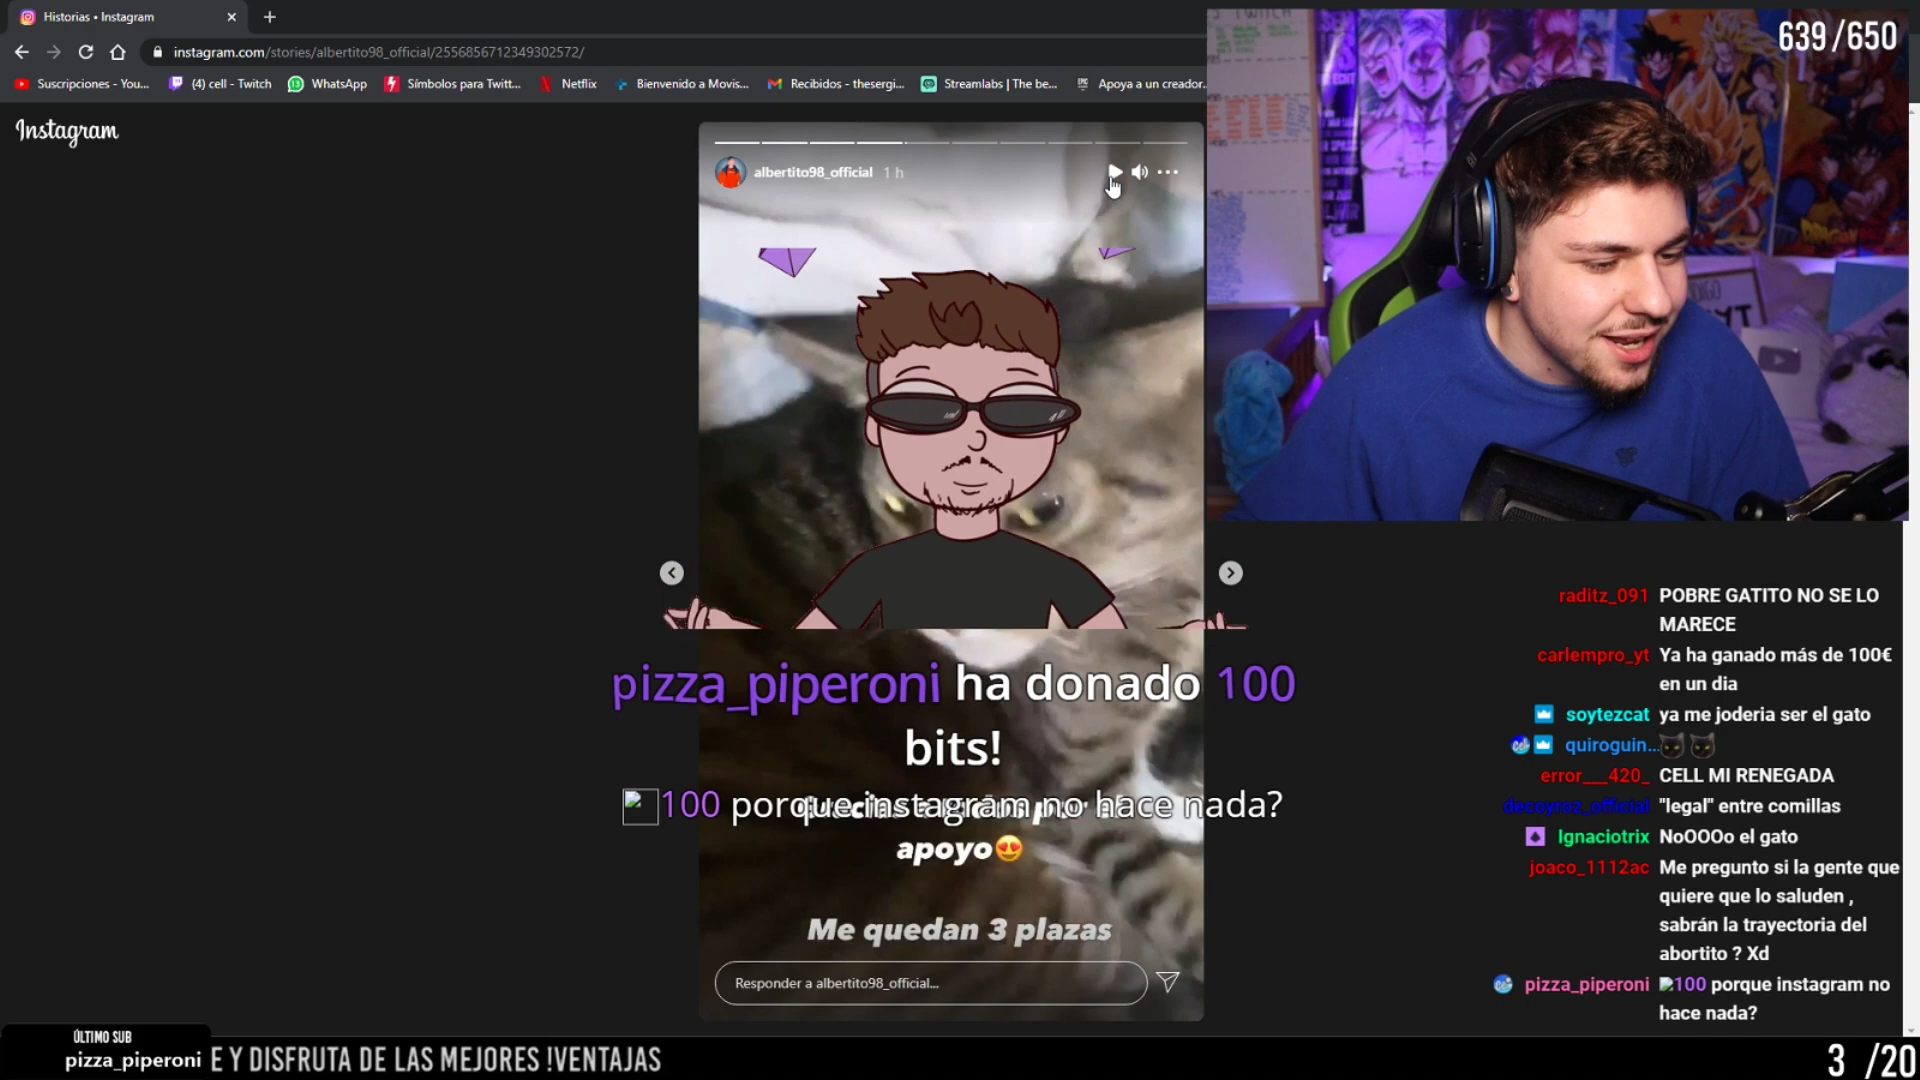 Historias • Instagram
instagram.com/stories/albertito98_official/2556856712349302572/
Suscripciones - You...
(4) cell - Twitch
WhatsApp
Símbolos para Twitt...
Netflix
Bienvenido a Movis...
Recibidos - thesergi...
Streamlabs | The be...
Apoya a un creador...
639/650
Instagram
albertito98_official 1 h
pizza_piperoni ha donado 100
bits!
100 porque instagram no hace nada?
apoyo😍
Me quedan 3 plazas
Responder a albertito98_official...
raditz_091 POBRE GATITO NO SE LO
MARECE
carlempro_yt Ya ha ganado más de 100€
en un dia
soytezcat ya me joderia ser el gato
quiroguin...
error___420_ CELL MI RENEGADA
decoyroz_official "legal" entre comillas
Ignaciotrix NoOOOo el gato
joaco_1112ac Me pregunto si la gente que
quiere que lo saluden ,
sabrán la trayectoria del
abortito ? Xd
pizza_piperoni 100 porque instagram no
hace nada?
ÚLTIMO SUB
pizza_piperoni
E Y DISFRUTA DE LAS MEJORES !VENTAJAS
3 /20